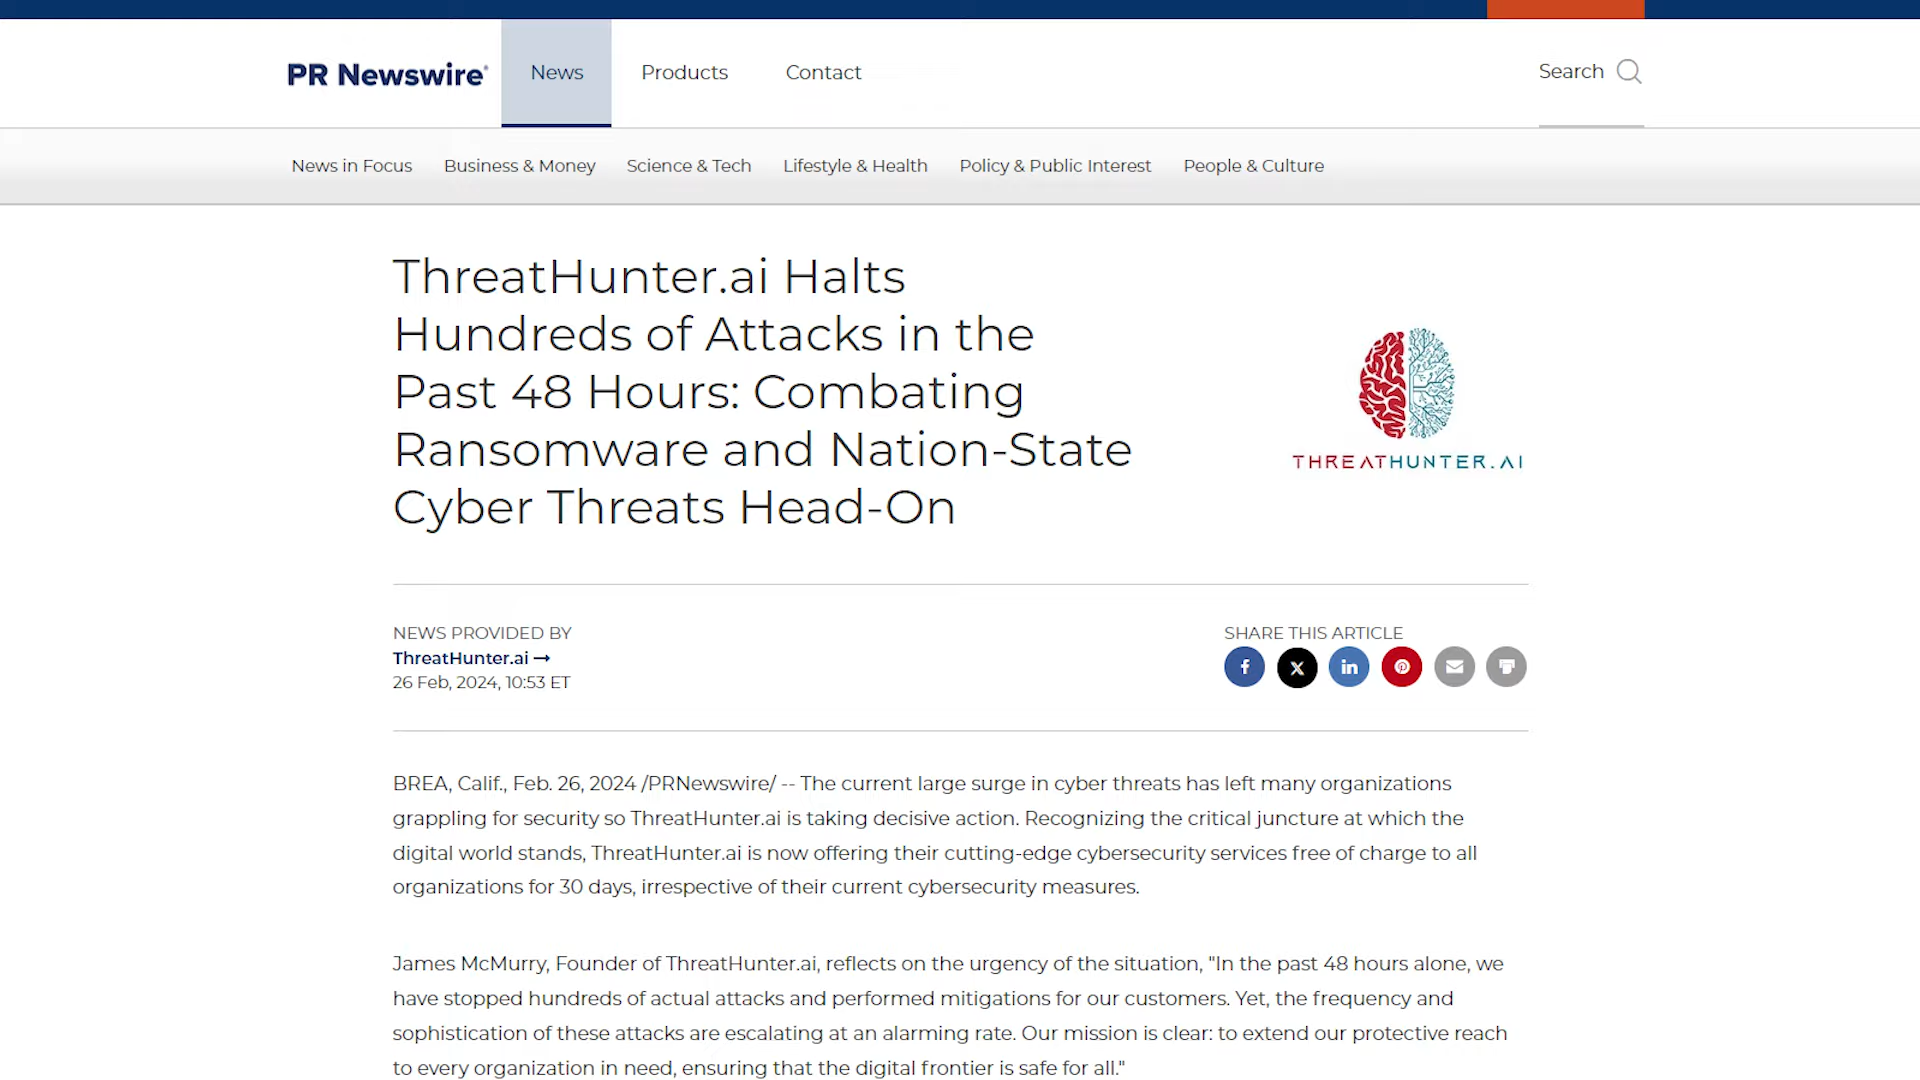 PR Newswire®
News
Products
Contact
Search
News in Focus
Business & Money
Science & Tech
Lifestyle & Health
Policy & Public Interest
People & Culture
ThreatHunter.ai Halts
Hundreds of Attacks in the
Past 48 Hours: Combating
Ransomware and Nation-State
Cyber Threats Head-On
THREATHUNTER.AI
NEWS PROVIDED BY
ThreatHunter.ai →
26 Feb, 2024, 10:53 ET
SHARE THIS ARTICLE
BREA, Calif., Feb. 26, 2024 /PRNewswire/ -- The current large surge in cyber threats has left many organizations
grappling for security so ThreatHunter.ai is taking decisive action. Recognizing the critical juncture at which the
digital world stands, ThreatHunter.ai is now offering their cutting-edge cybersecurity services free of charge to all
organizations for 30 days, irrespective of their current cybersecurity measures.
James McMurry, Founder of ThreatHunter.ai, reflects on the urgency of the situation, "In the past 48 hours alone, we
have stopped hundreds of actual attacks and performed mitigations for our customers. Yet, the frequency and
sophistication of these attacks are escalating at an alarming rate. Our mission is clear: to extend our protective reach
to every organization in need, ensuring that the digital frontier is safe for all."